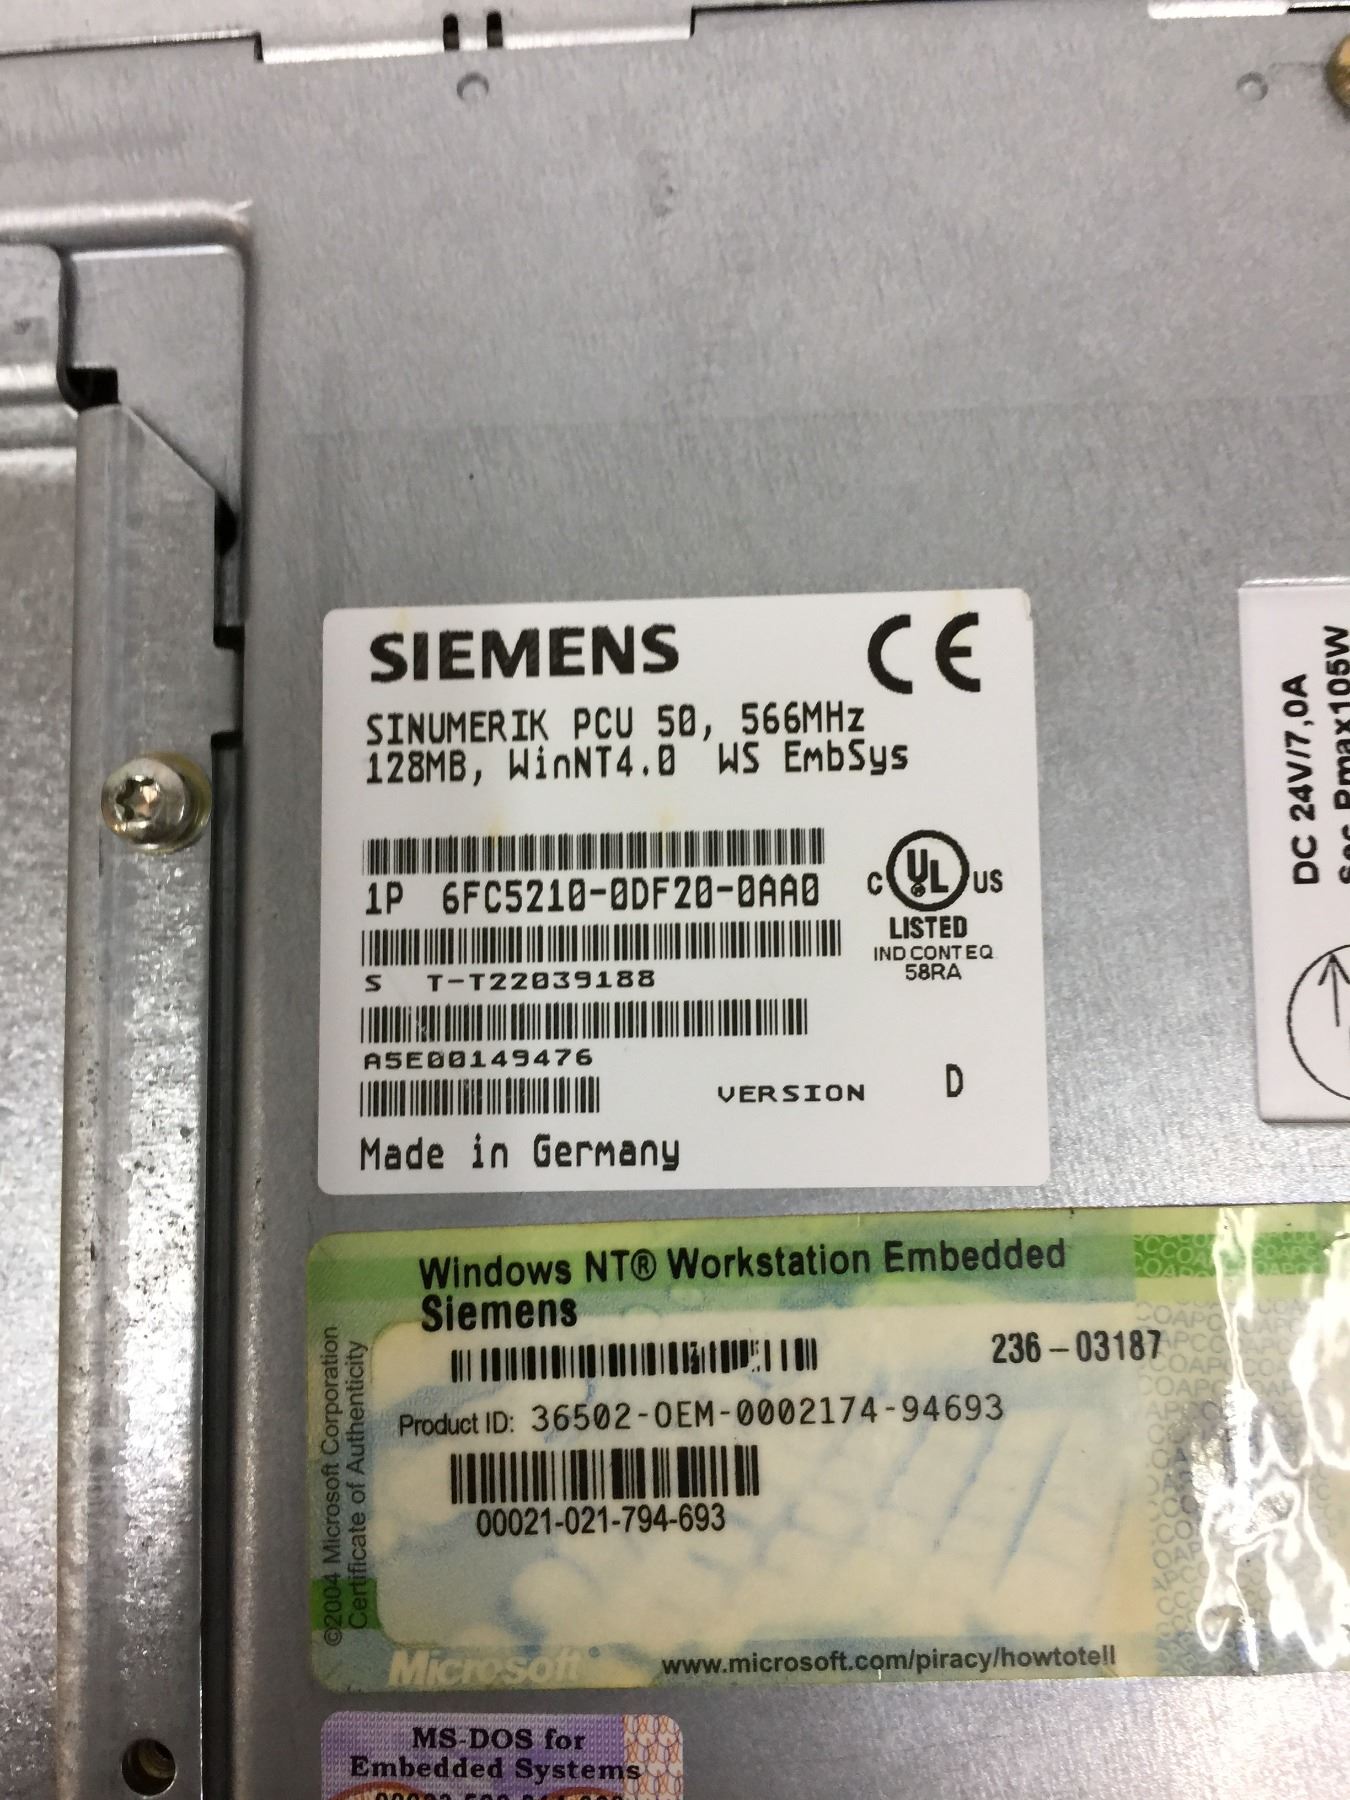 SIEMENS CE
SINUMERIK PCU 50, 566MHz
128MB, WinNT4.0 WS EmbSys
1P 6FC5210-0DF20-0AA0
C UL US
LISTED
IND CONT EQ
58RA
S T-T22039188
A5E00149476
VERSION D
Made in Germany
DC 24V/7,0A
Pmax105W
Windows NT® Workstation Embedded
Siemens
236-03187
Product ID: 36502-OEM-0002174-94693
00021-021-794-693
©2004 Microsoft Corporation
Certificate of Authenticity
Microsoft
www.microsoft.com/piracy/howtotell
MS-DOS for
Embedded Systems